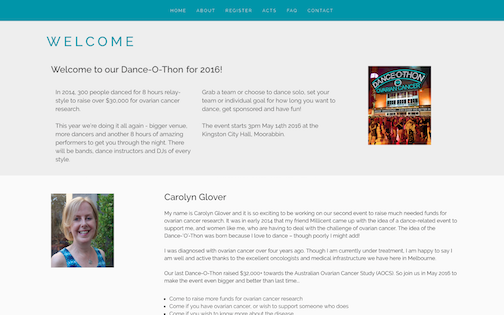 HOME ABOUT REGISTER ACTS FAQ CONTACT
WELCOME
Welcome to our Dance-O-Thon for 2016!
In 2014, 300 people danced for 8 hours relay-
style to raise over $30,000 for ovarian cancer
research.
This year we're doing it all again - bigger venue,
more dancers and another 8 hours of amazing
performers to get you through the night. There
will be bands, dance instructors and DJs of every
style.
Grab a team or choose to dance solo, set your
team or individual goal for how long you want to
dance, get sponsored and have fun!
The event starts 3pm May 14th 2016 at the
Kingston City Hall, Moorabbin.
DANCE-O-THON
OVARIAN CANCER
Carolyn Glover
My name is Carolyn Glover and it is so exciting to be working on our second event to raise much needed funds for
ovarian cancer research. It was in early 2014 that my friend Millicent came up with the idea of a dance-related event to
support me, and women like me, who are having to deal with the challenge of ovarian cancer. The idea of the
Dance-'O'-Thon was born because I love to dance – though poorly I might add!
I was diagnosed with ovarian cancer over four years ago. Though I am currently under treatment, I am happy to say I
am well and active thanks to the excellent oncologists and medical infrastructure we have here in Melbourne.
Our last Dance-O-Thon raised $32,000+ towards the Australian Ovarian Cancer Study (AOCS). So join us in May 2016 to
make the event even bigger and better than last time...
Come to raise more funds for ovarian cancer research
Come if you have ovarian cancer, or wish to support someone who does
Come if you wish to know more about the disease